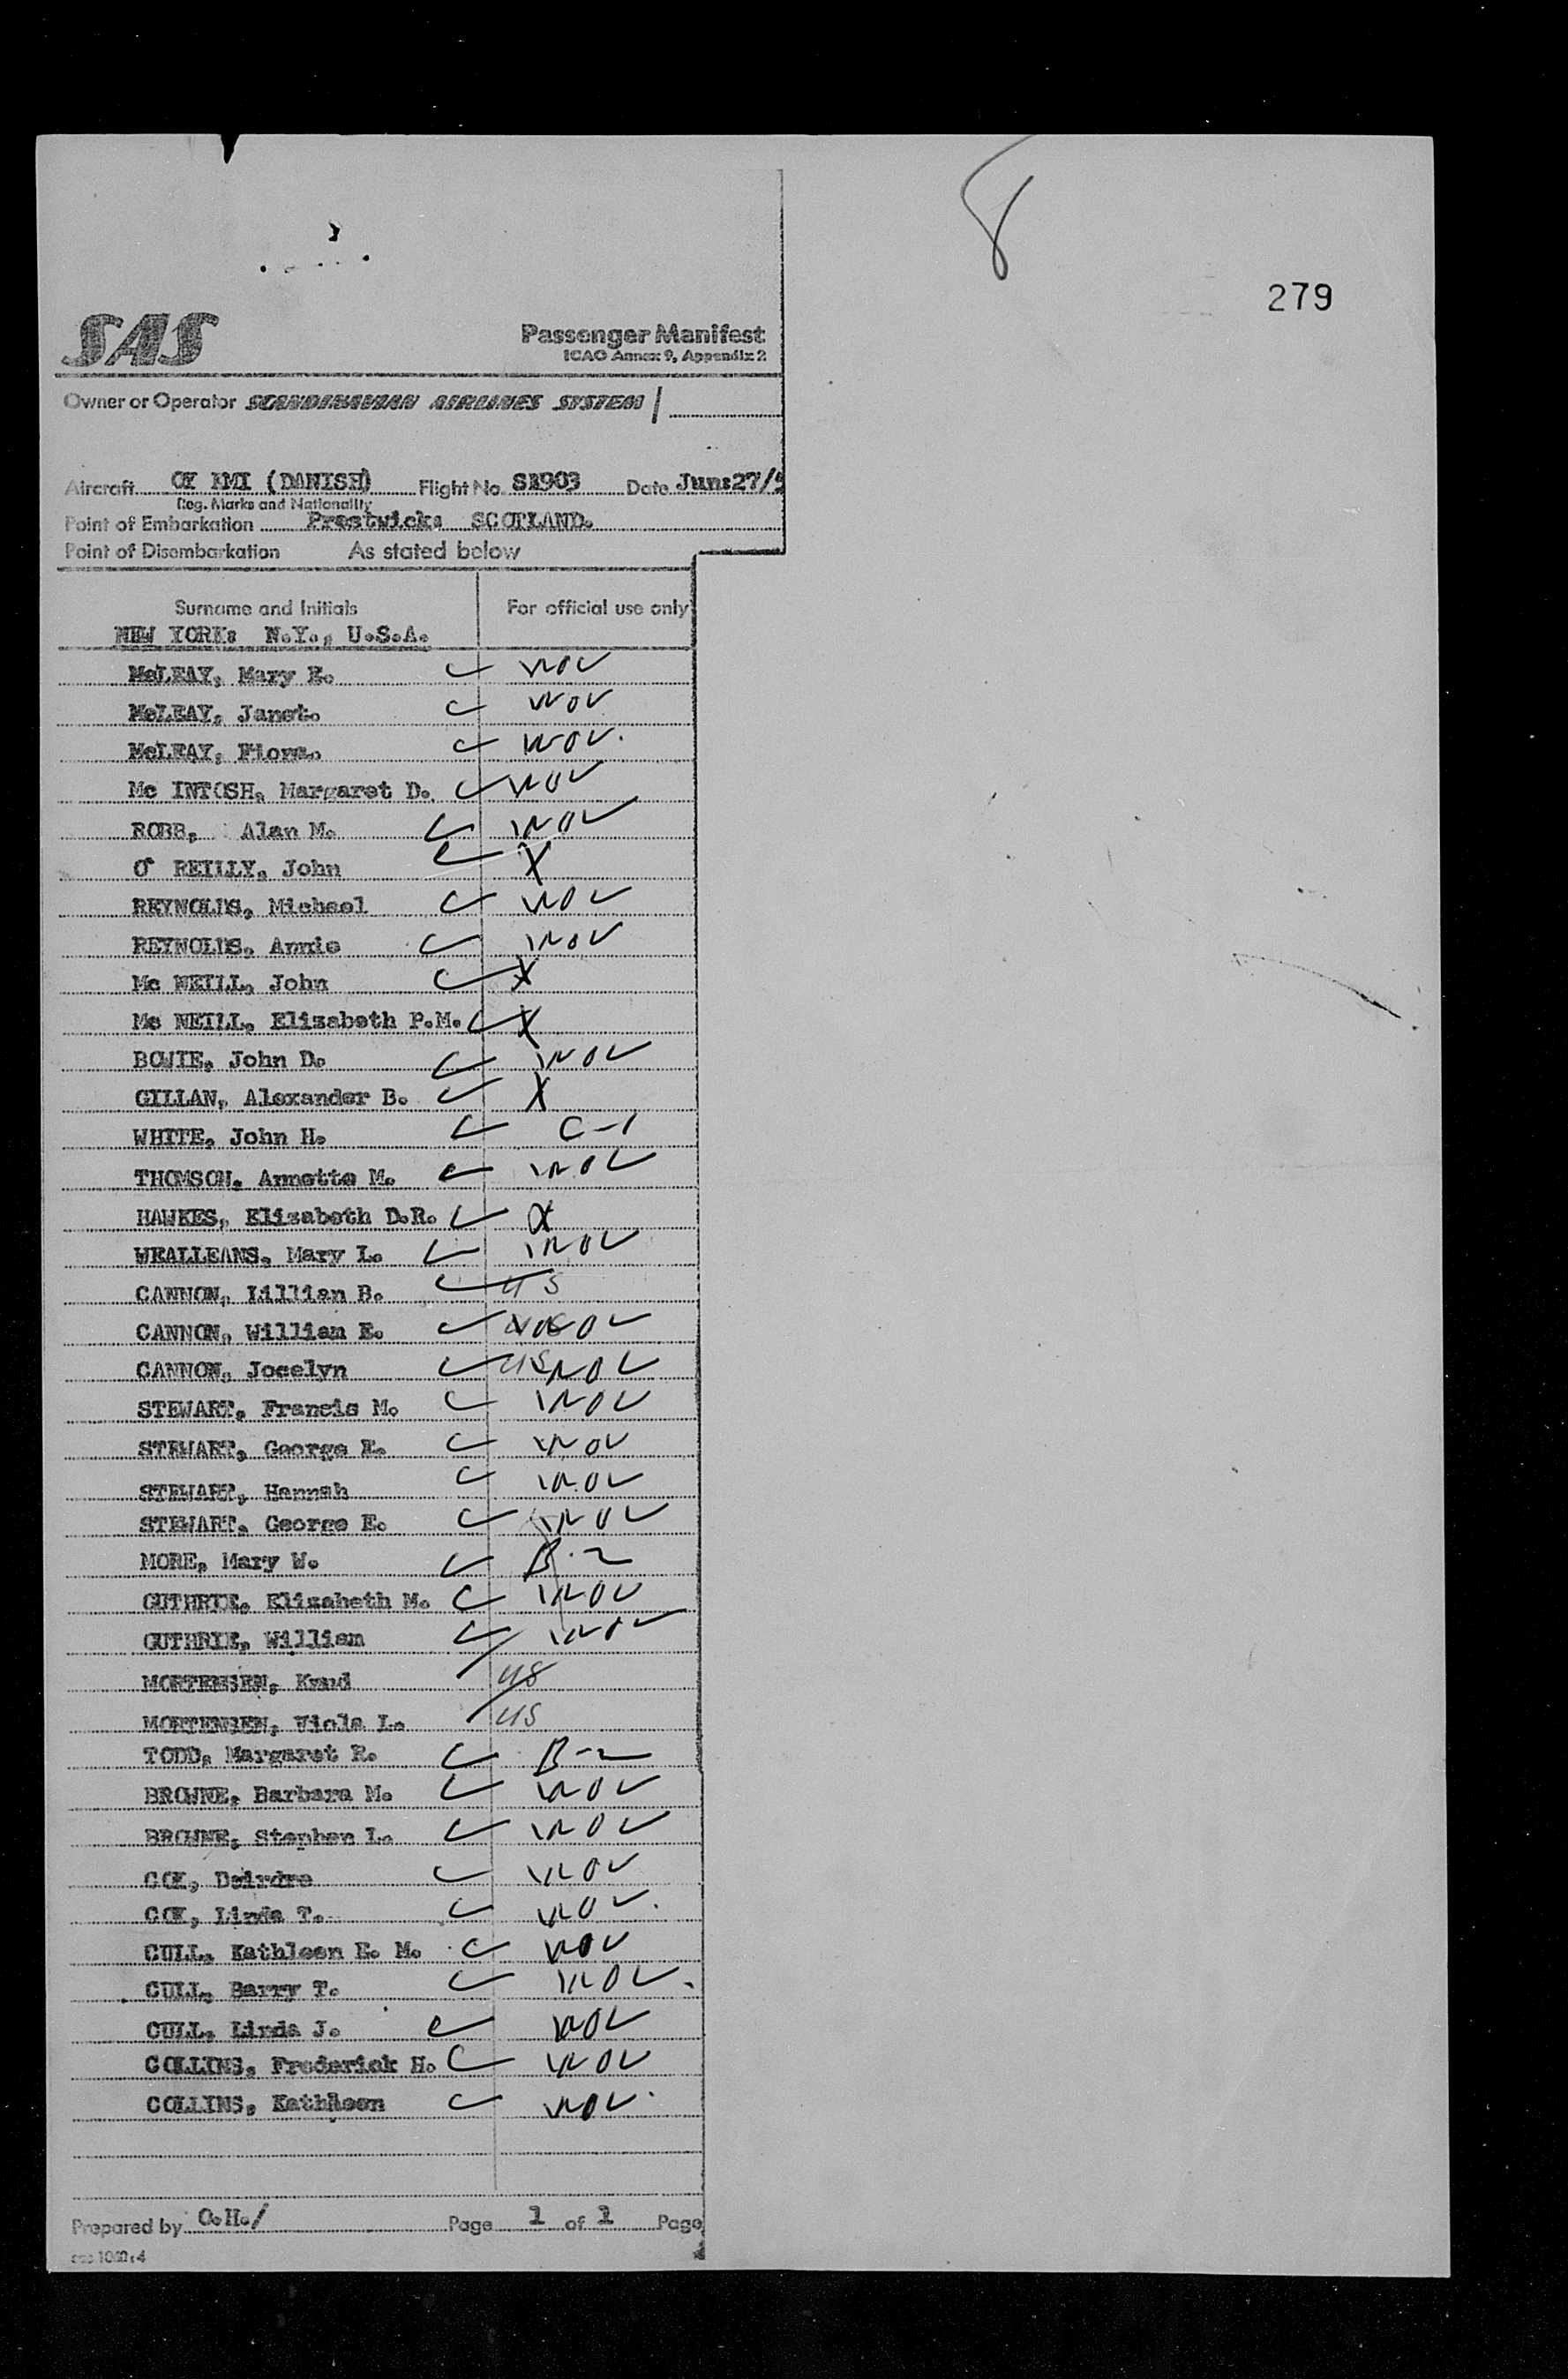 8
279
SAS
Passenger Manifest
ICAO Annex 9, Appendix 2
Owner or Operator SCANDINAVIAN AIRLINES SYSTEM
Aircraft OY KMI (DANISH) Flight No. SK903 Date June 27/5
Reg. Marks and Nationality
Point of Embarkation Prestwick: SCOTLAND.
Point of Disembarkation As stated below
Surname and Initials For official use only
NEW YORK: N.Y., U.S.A.
McLEAY, Mary E.
McLEAY, Janet.
McLEAY, Fiona.
Mc INTOSH, Margaret D.
ROBB, Alan M.
O' REILLY, John X
REYNOLDS, Michael
REYNOLDS, Annie
Mc NEILL, John X
Mc NEILL, Elizabeth P.M. X
BOWIE, John D.
GILLAN, Alexander B. X
WHITE, John H. C-1
THOMSON, Annette M.
HAWKES, Elizabeth D.R. X
WEALLEANS, Mary L.
CANNON, Lillian B. US
CANNON, William E.
CANNON, Jocelyn US
STEWART, Francis M.
STEWART, George E.
STEWART, Hannah
STEWART, George E.
MORE, Mary W. B-2
GUTHRIE, Elizabeth M.
GUTHRIE, William
MORTENSEN, Knud US
MORTENSEN, Viola L. US
TODD, Margaret R. B-2
BROWNE, Barbara M.
BROWNE, Stephen L.
COX, Deirdre
COX, Linda T.
CULL, Kathleen E. M.
CULL, Barry T.
CULL, Linda J.
COLLINS, Frederick H.
COLLINS, Kathleen
Prepared by O.H./ Page 1 of 1 Page